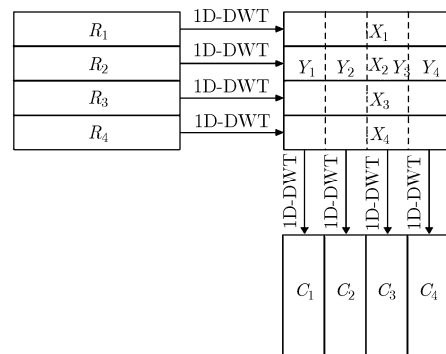 R₁ 1D-DWT X₁
R₂ 1D-DWT Y₁ Y₂ X₂ Y₃ Y₄
R₃ 1D-DWT X₃
R₄ 1D-DWT X₄
1D-DWT 1D-DWT 1D-DWT 1D-DWT
C₁ C₂ C₃ C₄